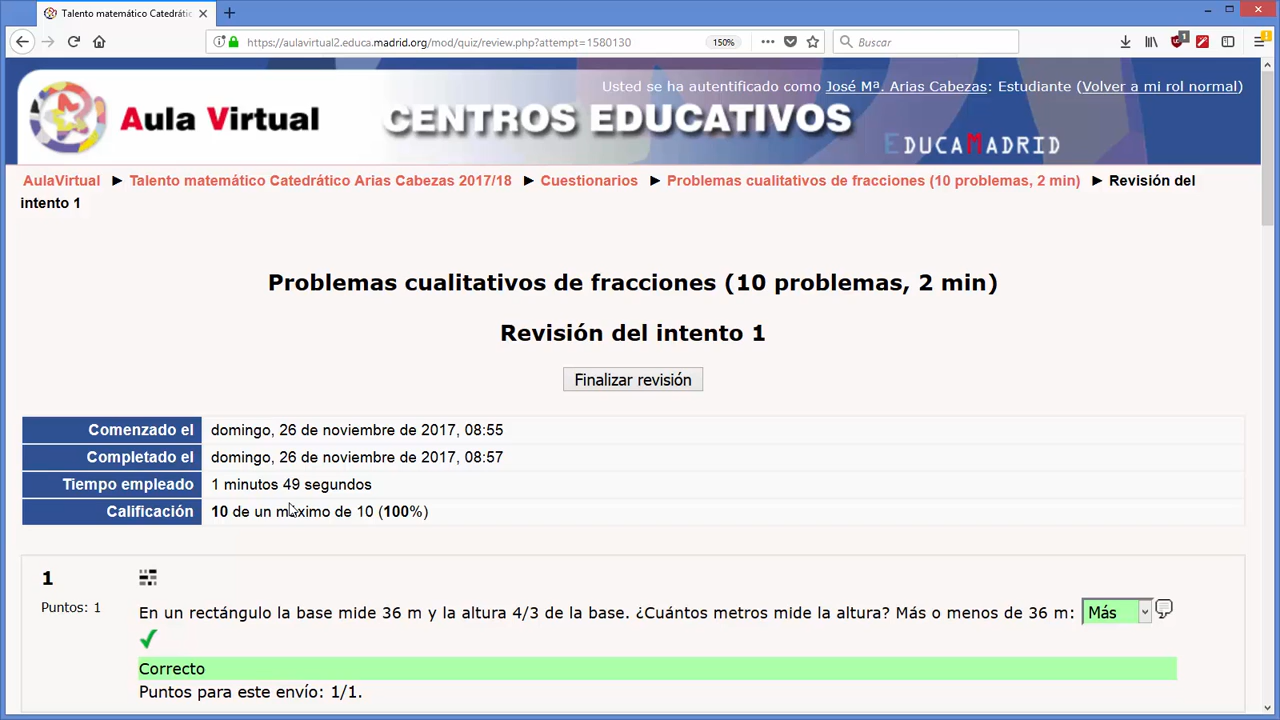 Talento matemático Catedrátic
https://aulavirtual2.educa.madrid.org/mod/quiz/review.php?attempt=1580130
150%
Buscar
1
Usted se ha autentificado como José Mª. Arias Cabezas: Estudiante (Volver a mi rol normal)
Aula Virtual
CENTROS EDUCATIVOS
EDUCAMADRID
AulaVirtual ► Talento matemático Catedrático Arias Cabezas 2017/18 ► Cuestionarios ► Problemas cualitativos de fracciones (10 problemas, 2 min) ► Revisión del
intento 1
Problemas cualitativos de fracciones (10 problemas, 2 min)
Revisión del intento 1
Finalizar revisión
Comenzado el domingo, 26 de noviembre de 2017, 08:55
Completado el domingo, 26 de noviembre de 2017, 08:57
Tiempo empleado 1 minutos 49 segundos
Calificación 10 de un máximo de 10 (100%)
1
Puntos: 1
En un rectángulo la base mide 36 m y la altura 4/3 de la base. ¿Cuántos metros mide la altura? Más o menos de 36 m: Más
Correcto
Puntos para este envío: 1/1.